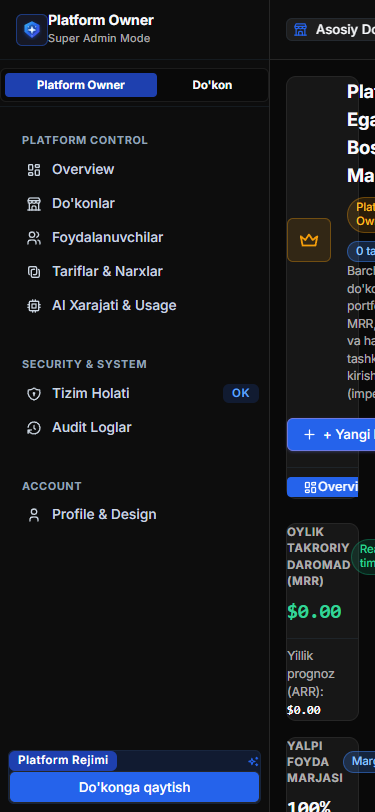 Platform Owner
Super Admin Mode
Platform Owner
Do'kon
PLATFORM CONTROL
Overview
Do'konlar
Foydalanuvchilar
Tariflar & Narxlar
AI Xarajati & Usage
SECURITY & SYSTEM
Tizim Holati
OK
Audit Loglar
ACCOUNT
Profile & Design
Platform Rejimi
Do'konga qaytish
Asosiy Do
Pla
Ega
Bos
Ma
Plat
Ow
0 ta
Barcl
do'ko
portf
MRR,
va ha
tashk
kirish
(impe
+ Yangi
Overvi
OYLIK
TAKRORIY
DAROMAD
(MRR)
Rea
tim
$0.00
Yillik
prognoz
(ARR):
$0.00
YALPI
FOYDA
MARJASI
Marg
100%